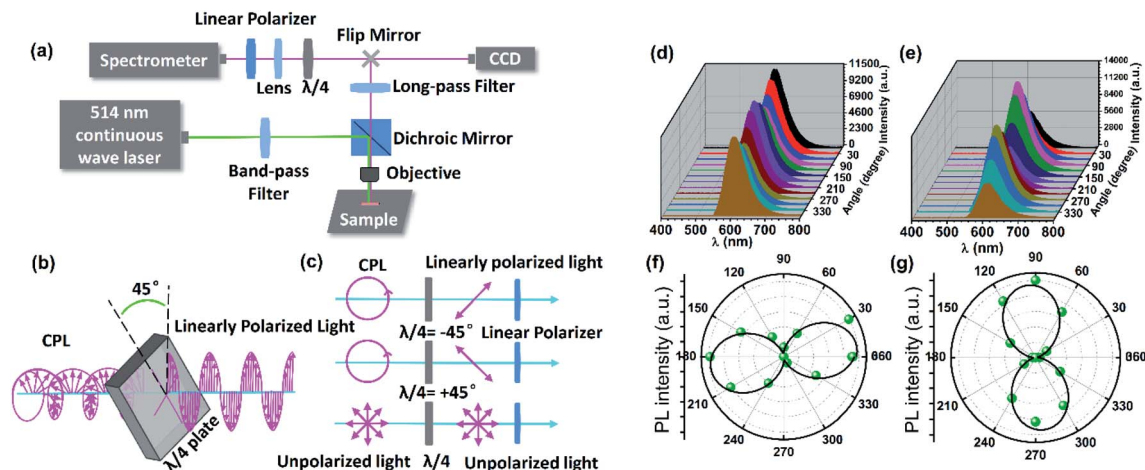 (a)
Linear Polarizer
Flip Mirror
Spectrometer
CCD
Lens
λ/4
Long-pass Filter
514 nm
continuous
wave laser
Dichroic Mirror
Band-pass
Filter
Objective
Sample
(b)
45°
CPL
Linearly Polarized Light
λ/4 plate
(c)
CPL
Linearly polarized light
λ/4= -45°
Linear Polarizer
λ/4= +45°
Unpolarized light
λ/4
Unpolarized light
(d)
11500
9200
6900
4600
2300
0
Intensity (a.u.)
30
90
150
210
270
330
Angle (degree)
400 500 600 700 800
λ (nm)
(e)
14000
11200
8400
5600
2800
0
Intensity (a.u.)
30
90
150
210
270
330
Angle (degree)
400 500 600 700 800
λ (nm)
(f)
PL intensity (a.u.)
90
120
60
150
30
180
360
210
330
240
300
270
(g)
PL intensity (a.u.)
90
120
60
150
30
180
360
210
330
240
300
270